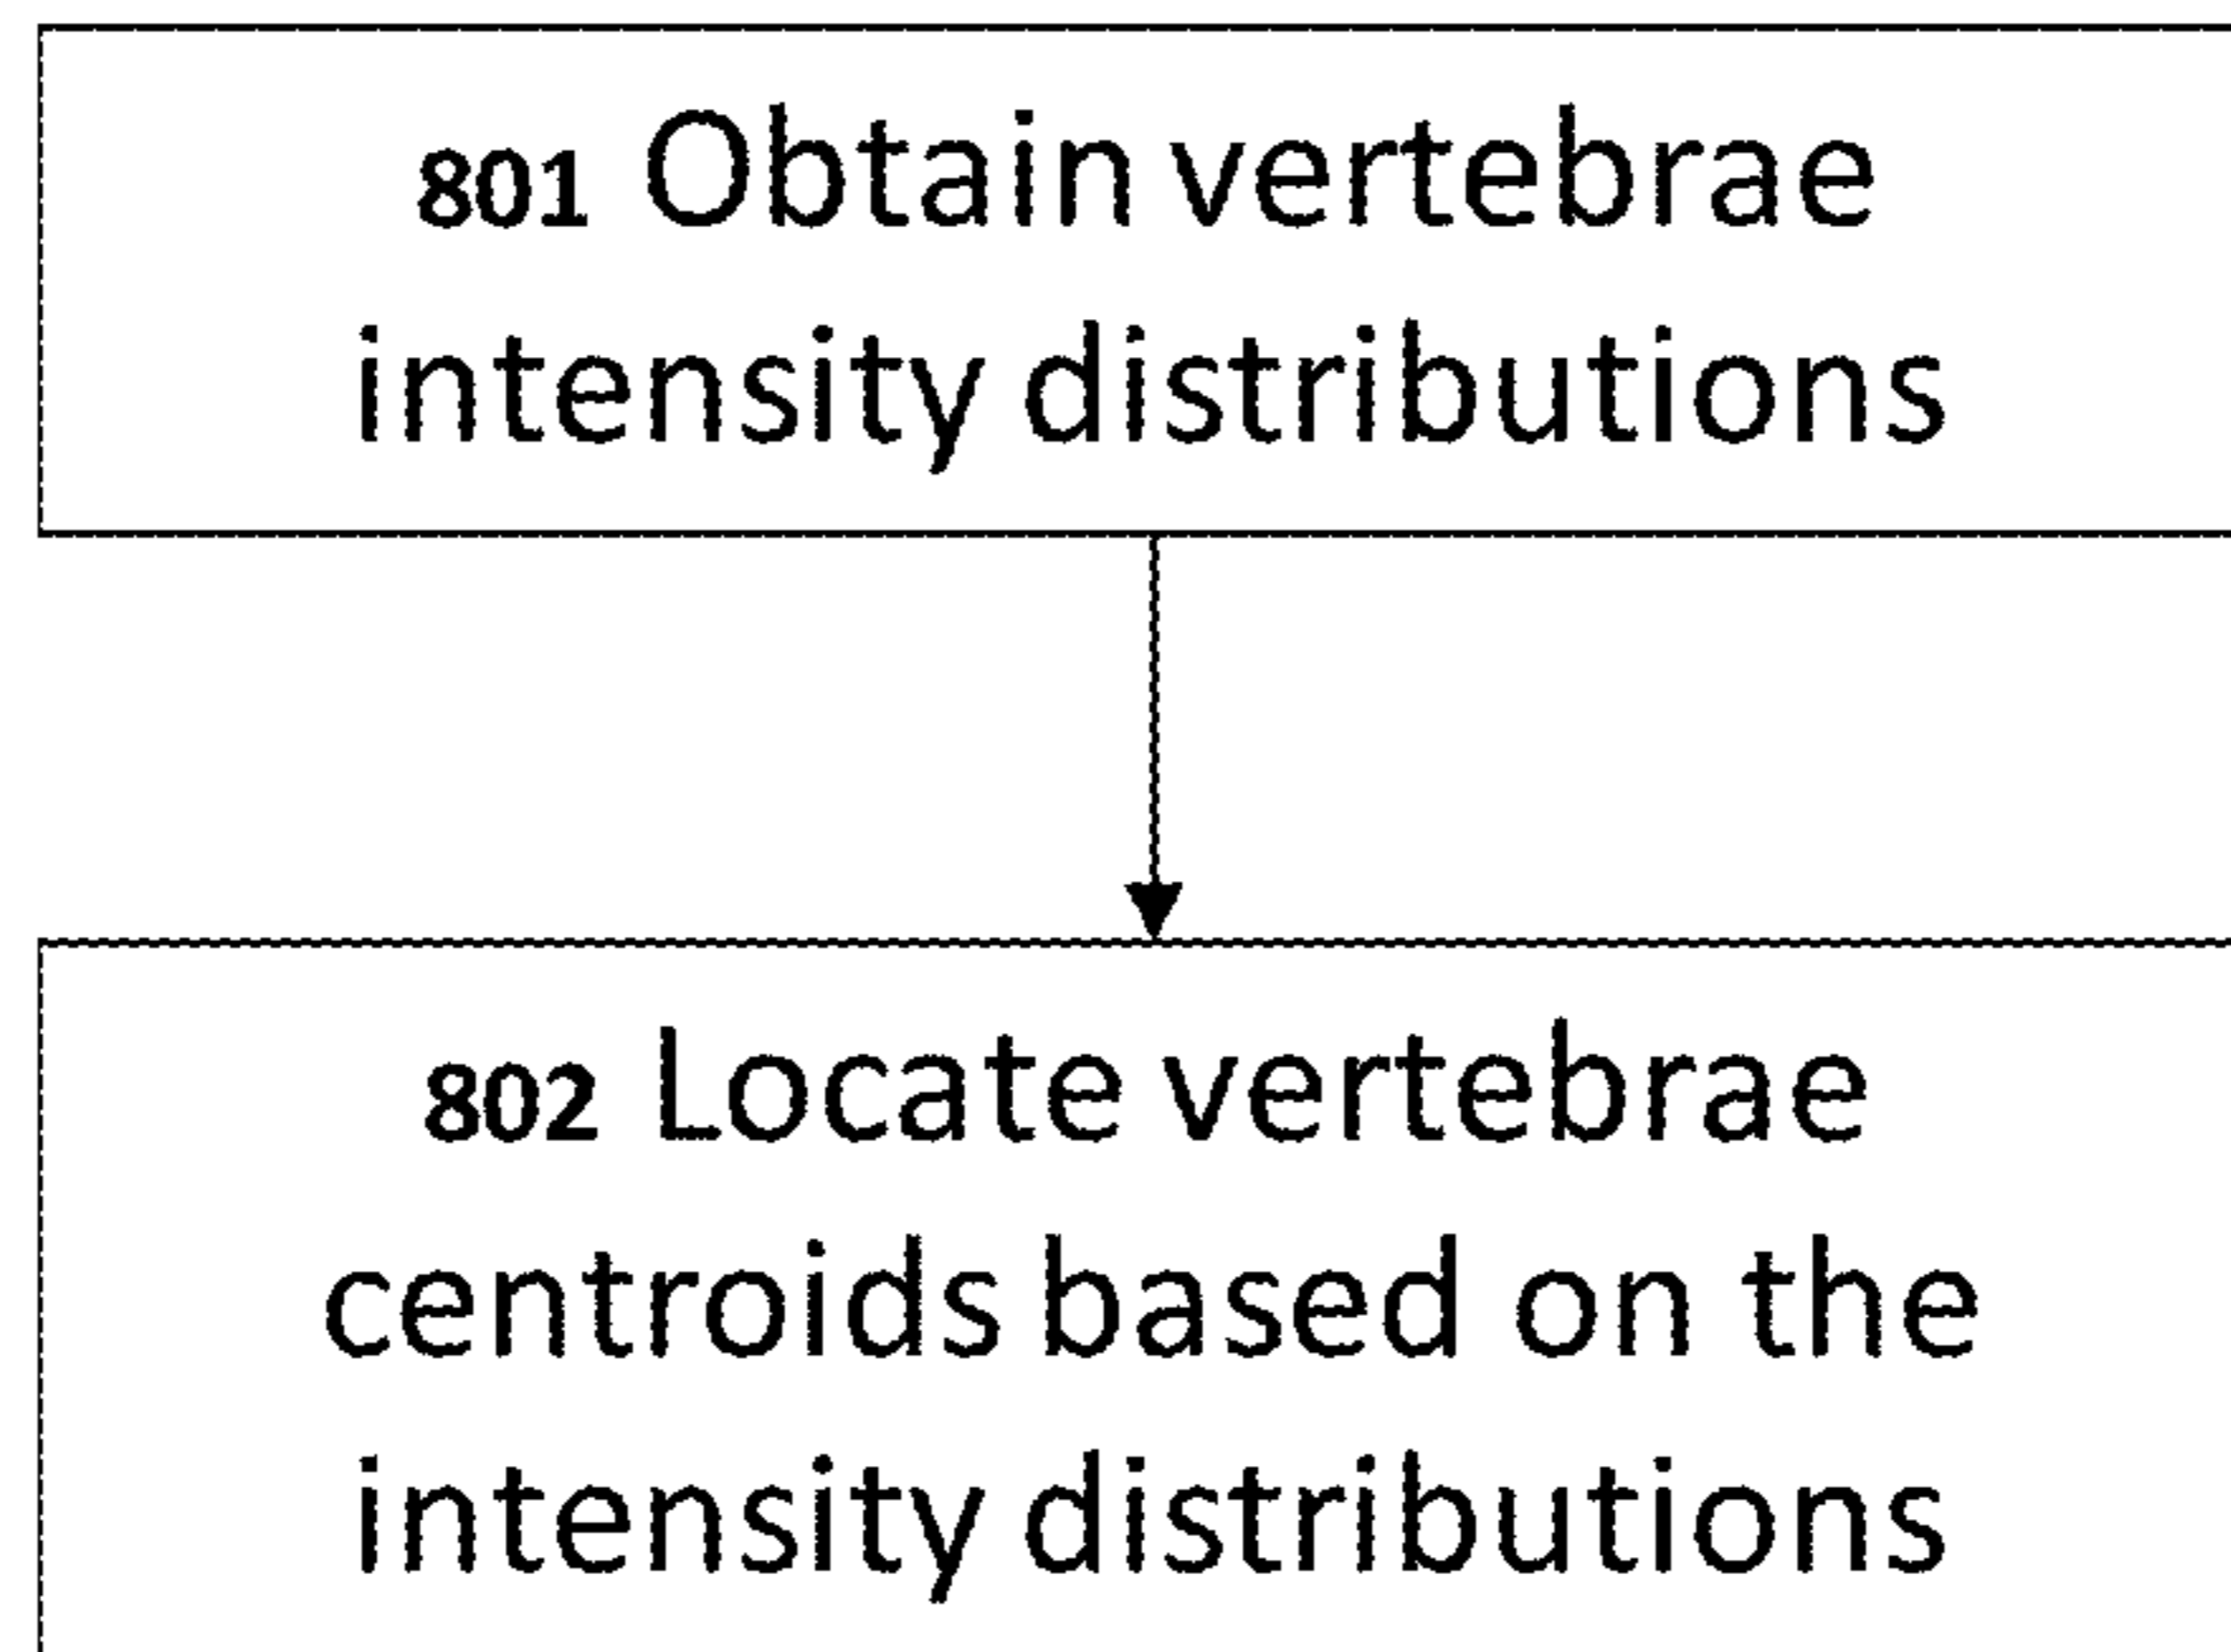 801 Obtain vertebrae
intensity distributions
802 Locate vertebrae
centroids based on the
intensity distributions